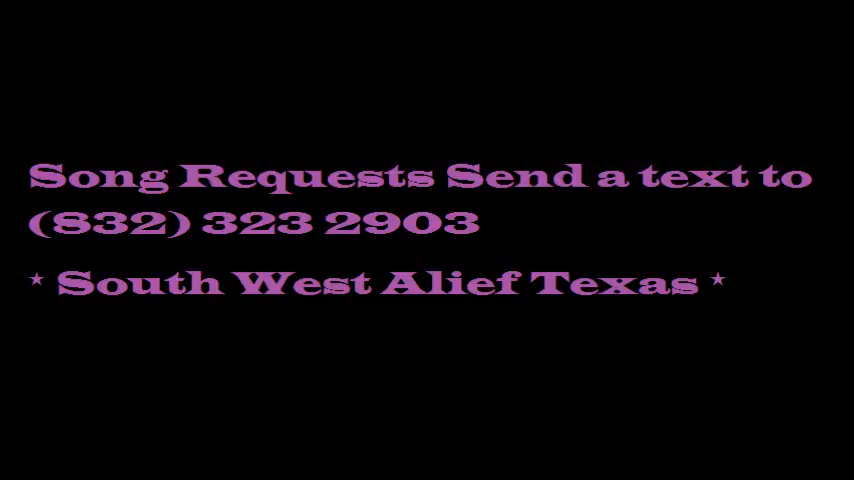 Song Requests Send a text to
(832) 323 2903
* South West Alief Texas *